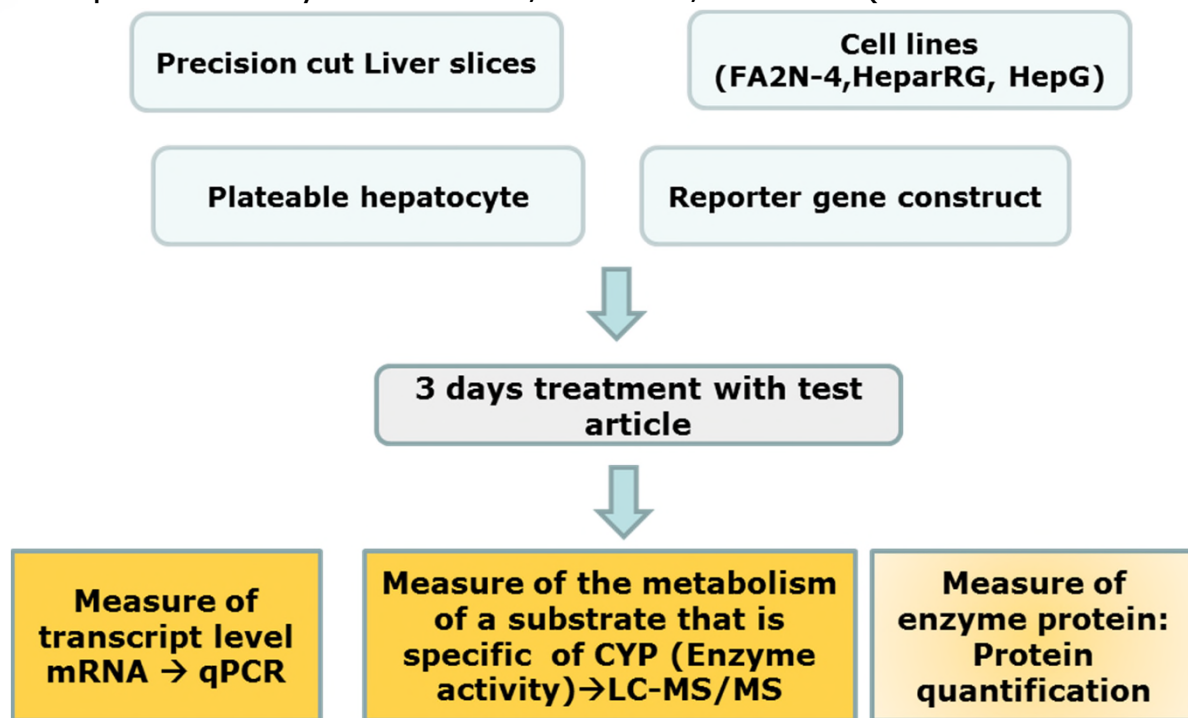 Precision cut Liver slices
Cell lines
(FA2N-4,HeparRG, HepG)
Plateable hepatocyte
Reporter gene construct
3 days treatment with test
article
Measure of
transcript level
mRNA → qPCR
Measure of the metabolism
of a substrate that is
specific of CYP (Enzyme
activity)→LC-MS/MS
Measure of
enzyme protein:
Protein
quantification